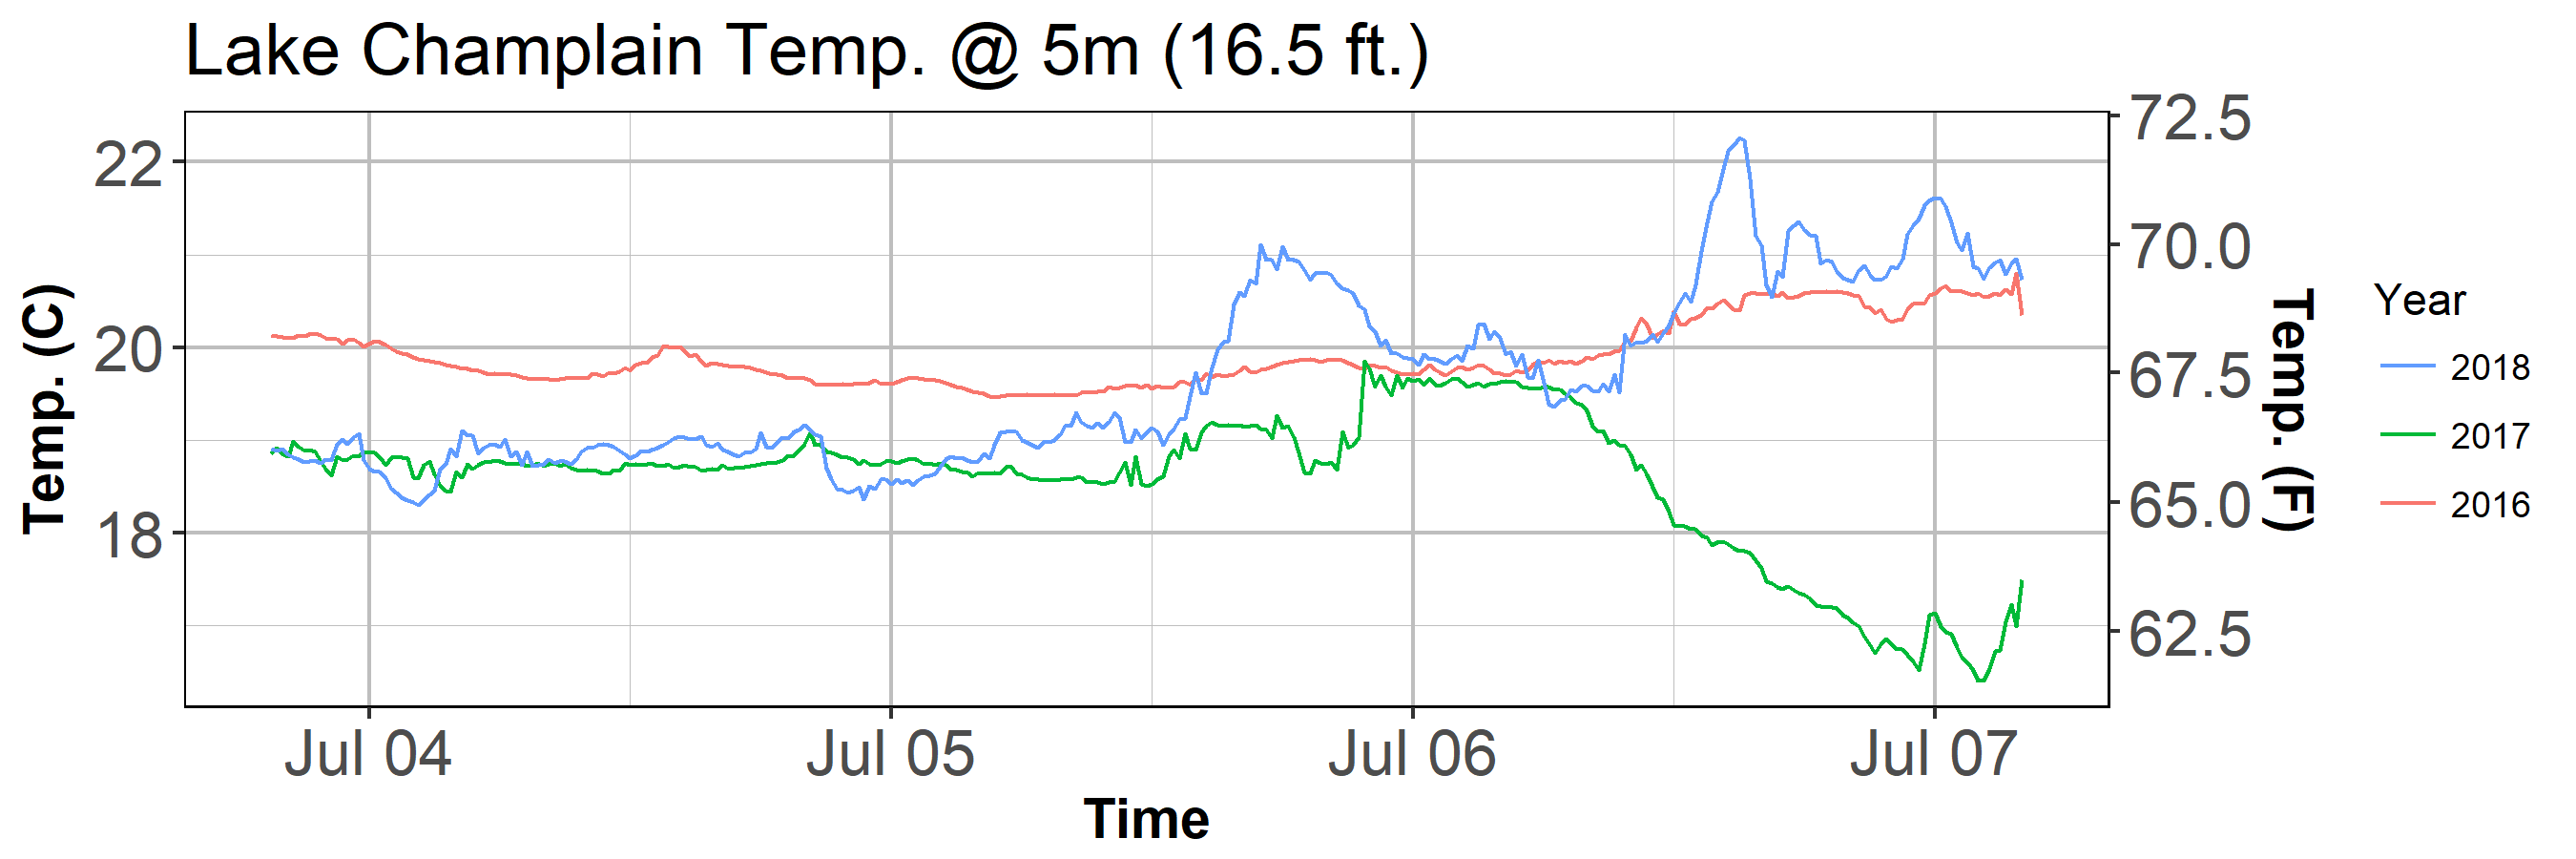 Lake Champlain Temp. @ 5m (16.5 ft.)
Temp. (C)
22
20
18
72.5
70.0
67.5
65.0
62.5
Temp. (F)
Jul 04
Jul 05
Jul 06
Jul 07
Time
Year
2018
2017
2016